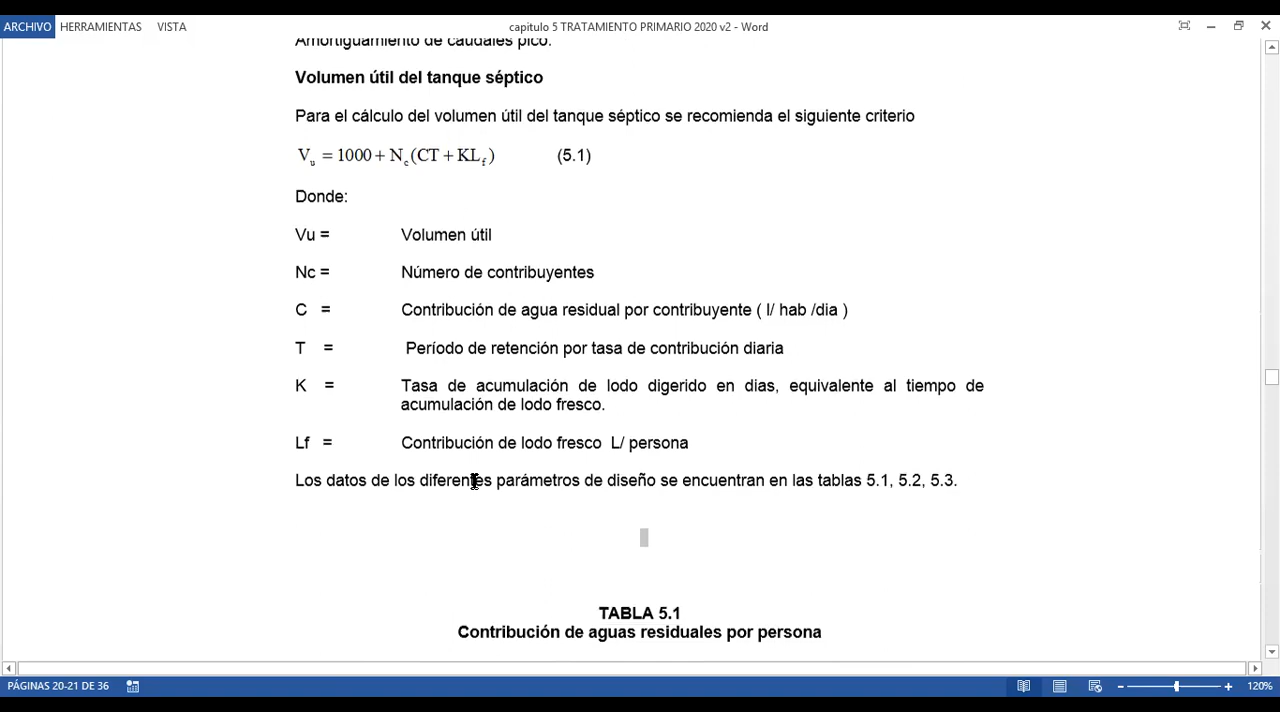 ARCHIVO HERRAMIENTAS VISTA
capitulo 5 TRATAMIENTO PRIMARIO 2020 v2 - Word
Amortiguamiento de caudales pico.
Volumen útil del tanque séptico
Para el cálculo del volumen útil del tanque séptico se recomienda el siguiente criterio
Vu = 1000 + Nc(CT + KLf) (5.1)
Donde:
Vu = Volumen útil
Nc = Número de contribuyentes
C = Contribución de agua residual por contribuyente ( l/ hab /dia )
T = Período de retención por tasa de contribución diaria
K = Tasa de acumulación de lodo digerido en dias, equivalente al tiempo de
acumulación de lodo fresco.
Lf = Contribución de lodo fresco L/ persona
Los datos de los diferentes parámetros de diseño se encuentran en las tablas 5.1, 5.2, 5.3.
TABLA 5.1
Contribución de aguas residuales por persona
PÁGINAS 20-21 DE 36
120%